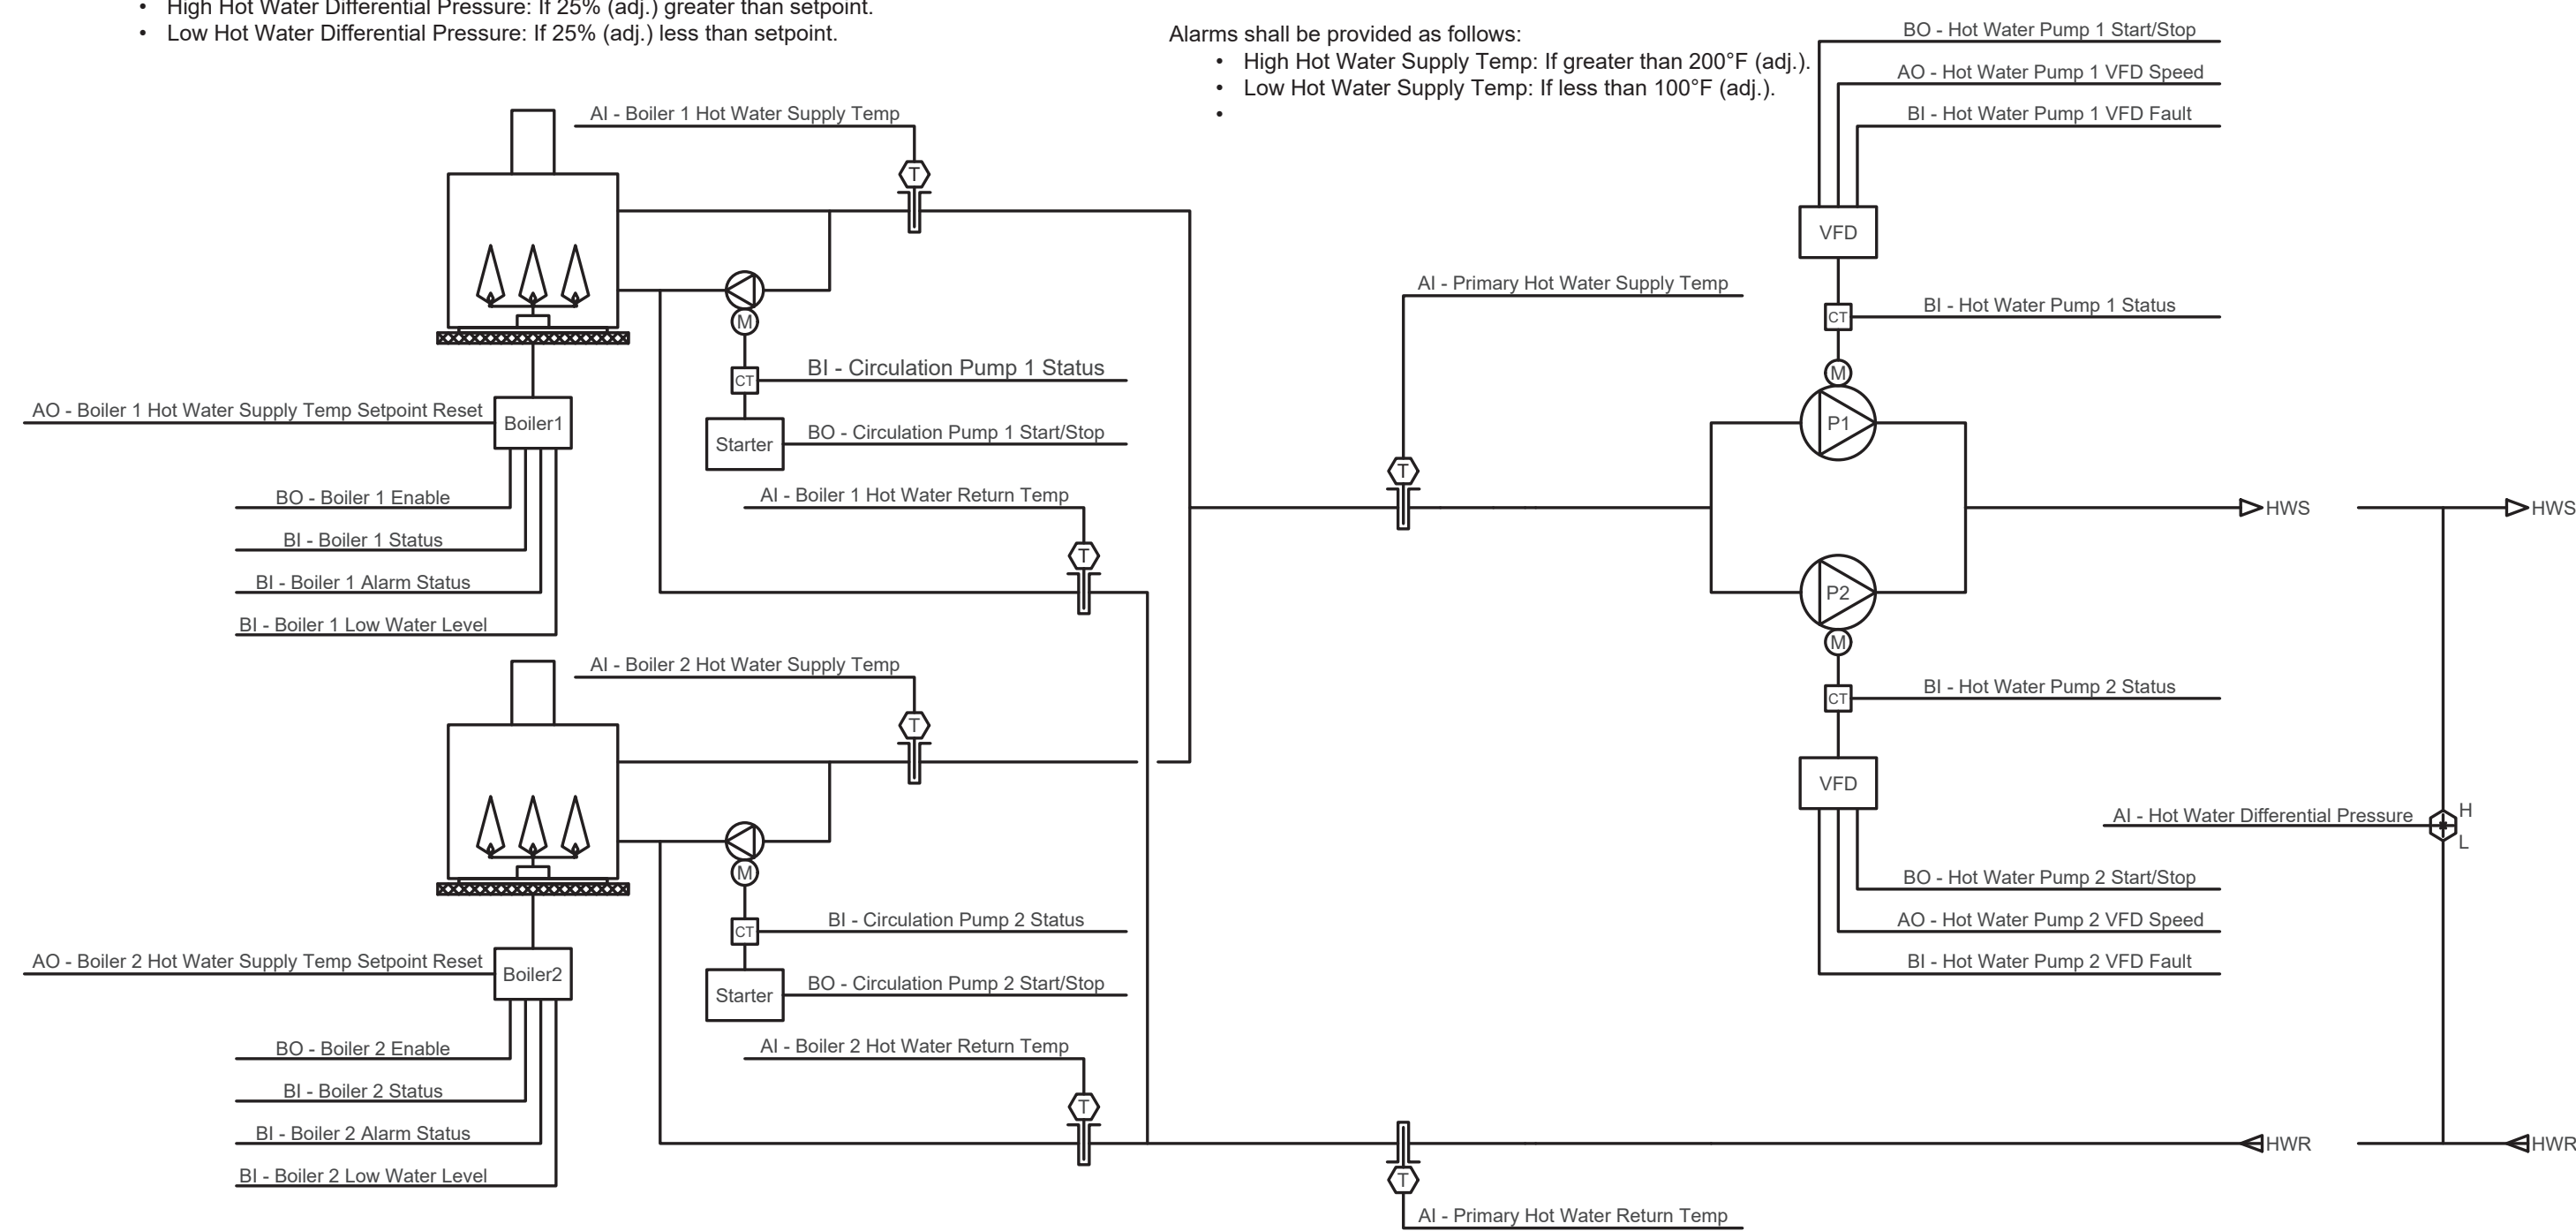 • High Hot Water Differential Pressure: If 25% (adj.) greater than setpoint.
• Low Hot Water Differential Pressure: If 25% (adj.) less than setpoint.
Alarms shall be provided as follows:
• High Hot Water Supply Temp: If greater than 200°F (adj.).
• Low Hot Water Supply Temp: If less than 100°F (adj.).
•
BO - Hot Water Pump 1 Start/Stop
AO - Hot Water Pump 1 VFD Speed
BI - Hot Water Pump 1 VFD Fault
AI - Boiler 1 Hot Water Supply Temp
T
VFD
AI - Primary Hot Water Supply Temp
BI - Hot Water Pump 1 Status
CT
M
M
BI - Circulation Pump 1 Status
CT
AO - Boiler 1 Hot Water Supply Temp Setpoint Reset
Boiler1
P1
BO - Circulation Pump 1 Start/Stop
Starter
T
BO - Boiler 1 Enable
AI - Boiler 1 Hot Water Return Temp
HWS
HWS
BI - Boiler 1 Status
T
BI - Boiler 1 Alarm Status
P2
BI - Boiler 1 Low Water Level
M
AI - Boiler 2 Hot Water Supply Temp
BI - Hot Water Pump 2 Status
CT
T
VFD
H
AI - Hot Water Differential Pressure
L
M
BO - Hot Water Pump 2 Start/Stop
BI - Circulation Pump 2 Status
CT
AO - Hot Water Pump 2 VFD Speed
AO - Boiler 2 Hot Water Supply Temp Setpoint Reset
Boiler2
BI - Hot Water Pump 2 VFD Fault
BO - Circulation Pump 2 Start/Stop
Starter
BO - Boiler 2 Enable
AI - Boiler 2 Hot Water Return Temp
BI - Boiler 2 Status
T
BI - Boiler 2 Alarm Status
HWR
HWR
BI - Boiler 2 Low Water Level
T
AI - Primary Hot Water Return Temp